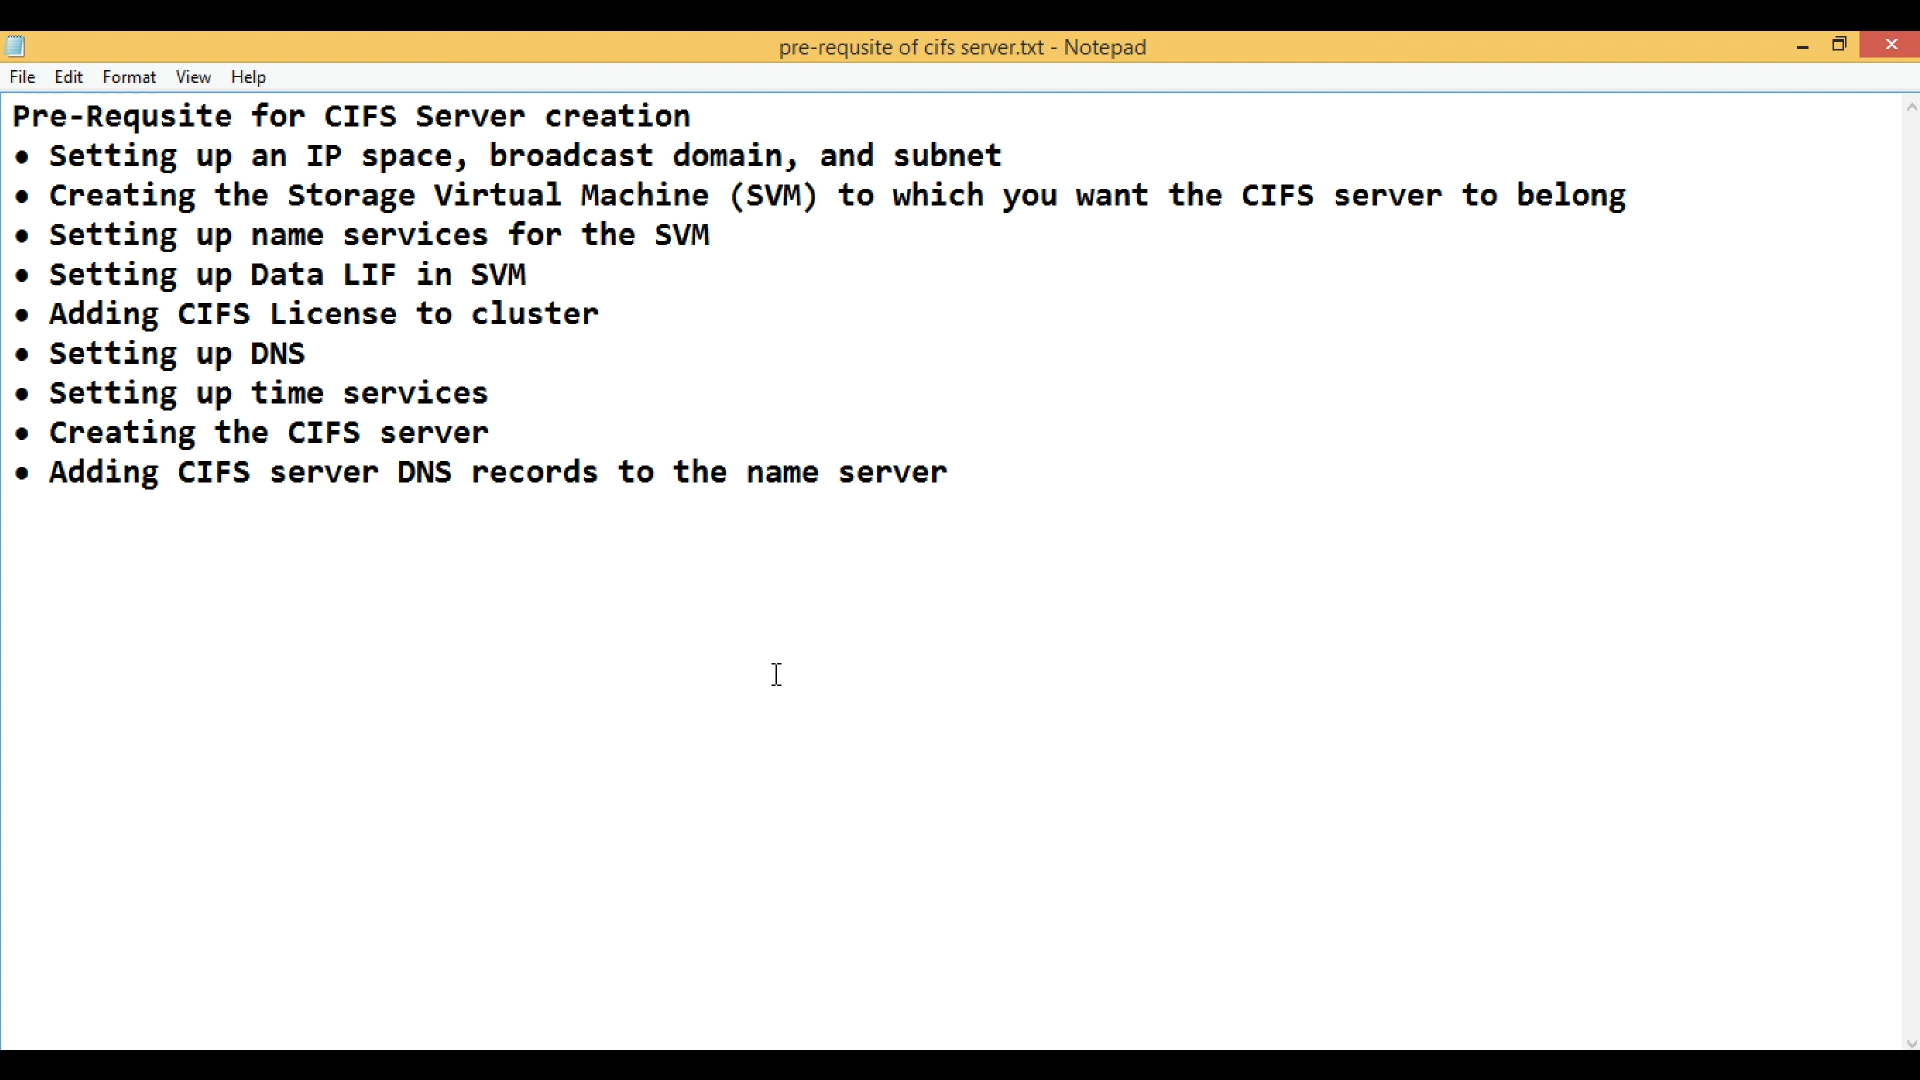 pre-requsite of cifs server.txt - Notepad
File Edit Format View Help
Pre-Requsite for CIFS Server creation
• Setting up an IP space, broadcast domain, and subnet
• Creating the Storage Virtual Machine (SVM) to which you want the CIFS server to belong
• Setting up name services for the SVM
• Setting up Data LIF in SVM
• Adding CIFS License to cluster
• Setting up DNS
• Setting up time services
• Creating the CIFS server
• Adding CIFS server DNS records to the name server